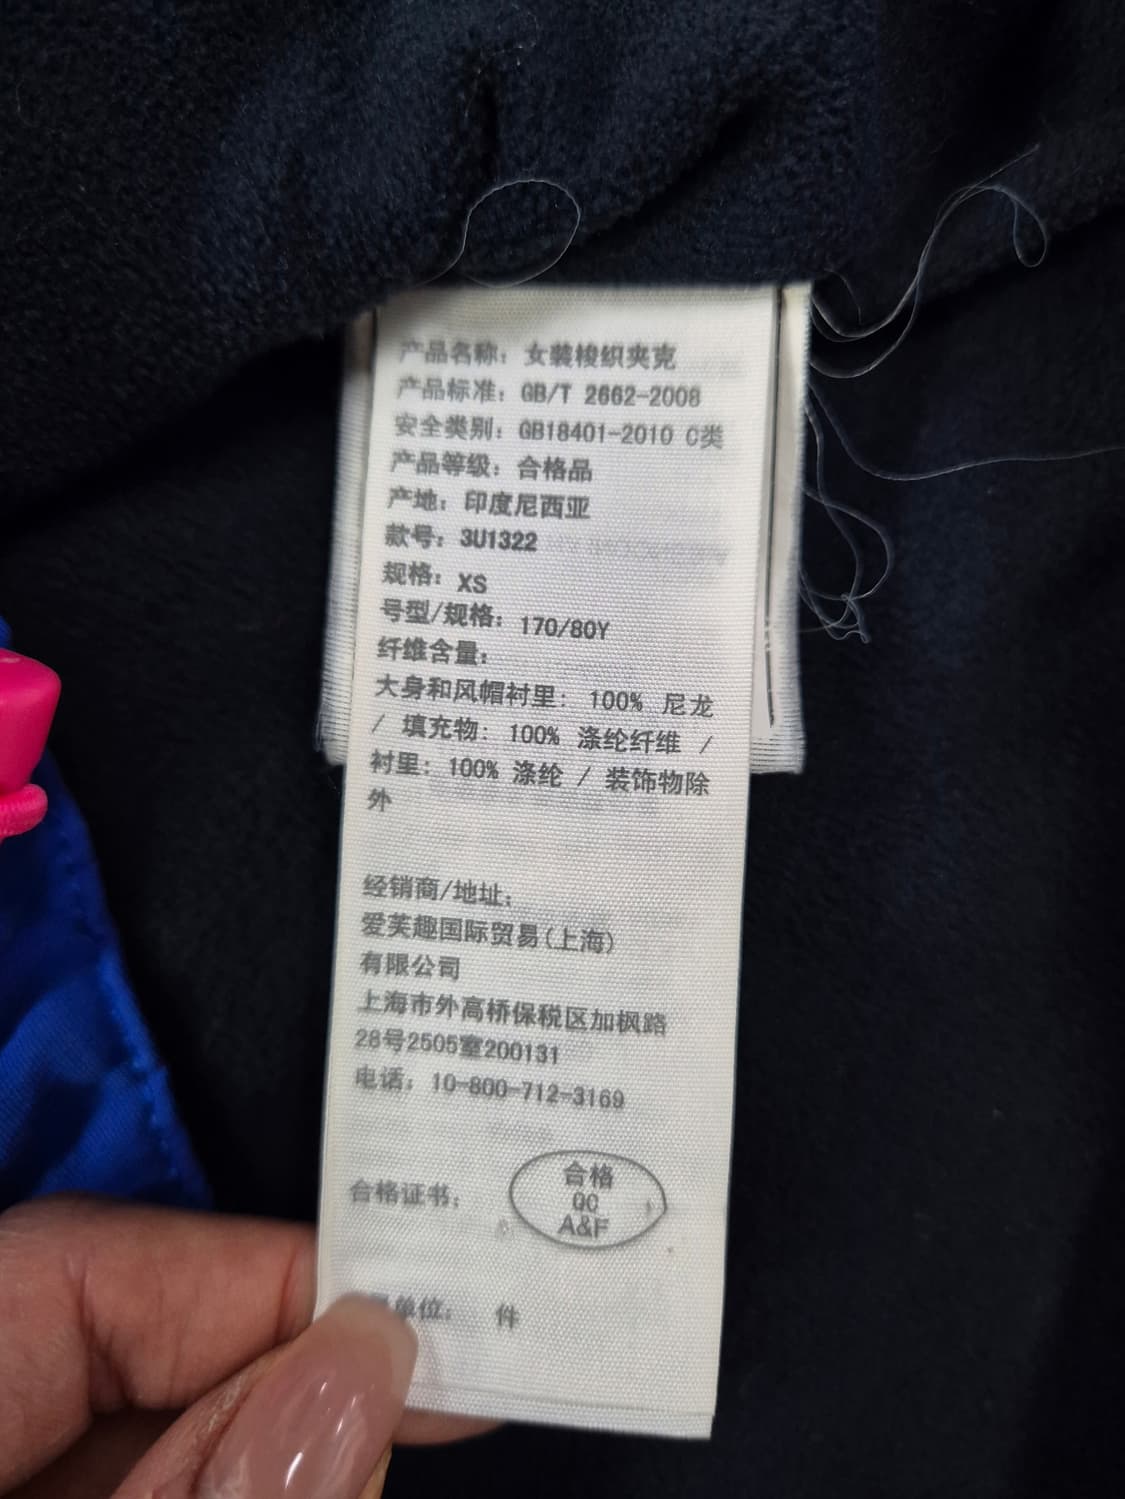 产品名称：女装梭织夹克
产品标准：GB/T 2662-2008
安全类别：GB18401-2010 C类
产品等级：合格品
产地：印度尼西亚
款号：3U1322
规格：XS
号型/规格：170/80Y
纤维含量：
大身和风帽衬里：100% 尼龙
/ 填充物：100% 涤纶纤维 /
衬里：100% 涤纶 / 装饰物除
外
经销商/地址：
爱芙趣国际贸易(上海)
有限公司
上海市外高桥保税区加枫路
28号2505室200131
电话：10-800-712-3169
合格证书：
合格
QC
A&F
单位： 件